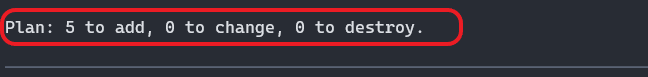 Plan: 5 to add, 0 to change, 0 to destroy.